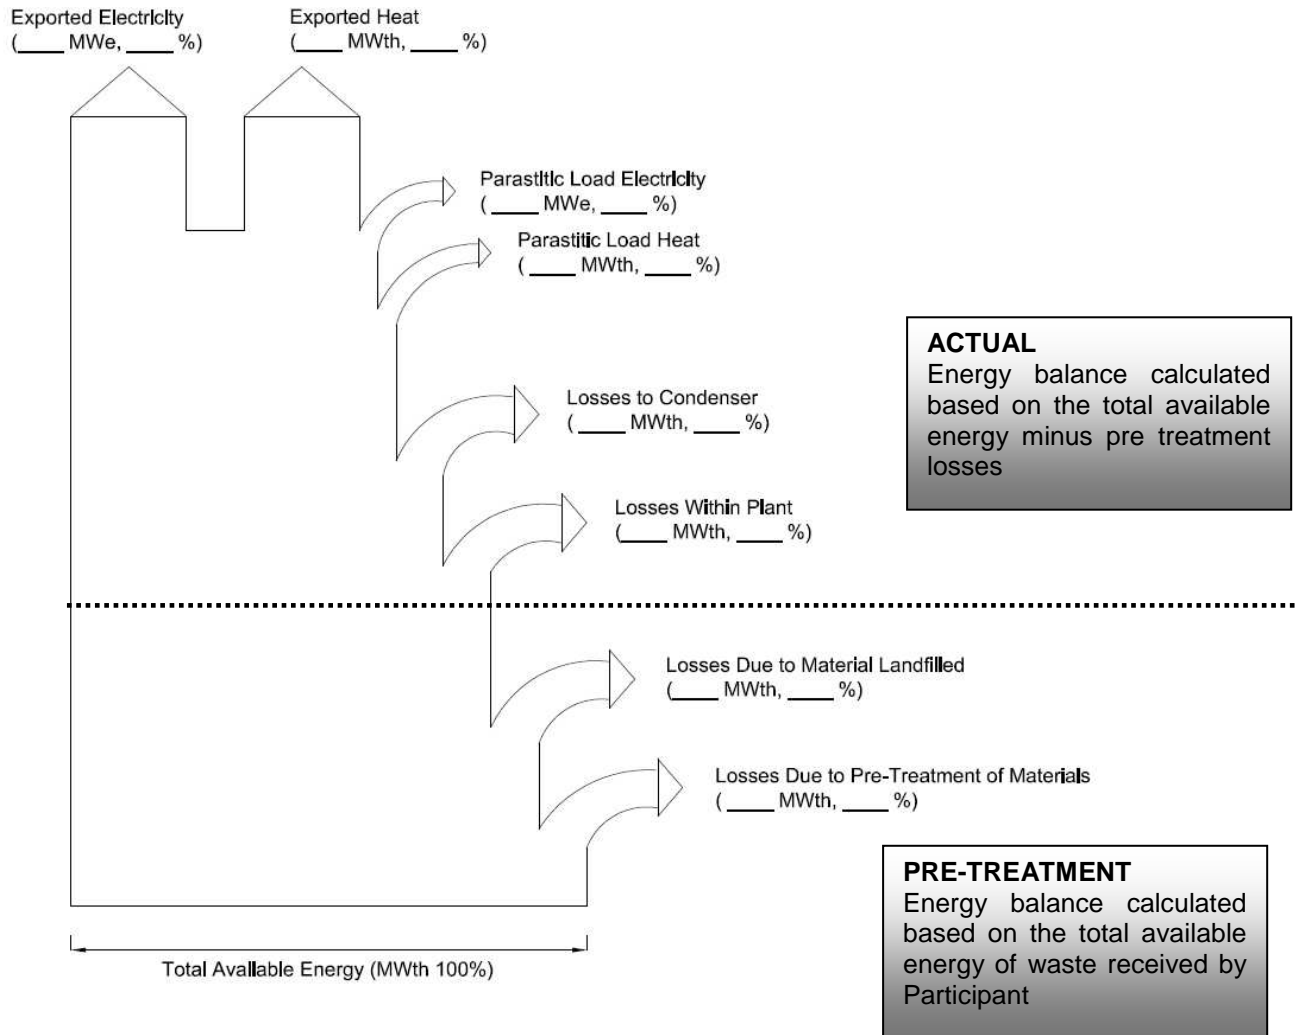 Exported Electricity
(____ MWe, ____ %)
Exported Heat
(____ MWth, ____ %)
Parastitic Load Electricity
( ____ MWe, ____ %)
Parastitic Load Heat
( ____ MWth, ____ %)
ACTUAL
Energy balance calculated
based on the total available
energy minus pre treatment
losses
Losses to Condenser
( ____ MWth, ____ %)
Losses Within Plant
(____ MWth, ____ %)
Losses Due to Material Landfilled
(____ MWth, ____ %)
Losses Due to Pre-Treatment of Materials
( ____ MWth, ____ %)
PRE-TREATMENT
Energy balance calculated
based on the total available
energy of waste received by
Participant
Total Available Energy (MWth 100%)